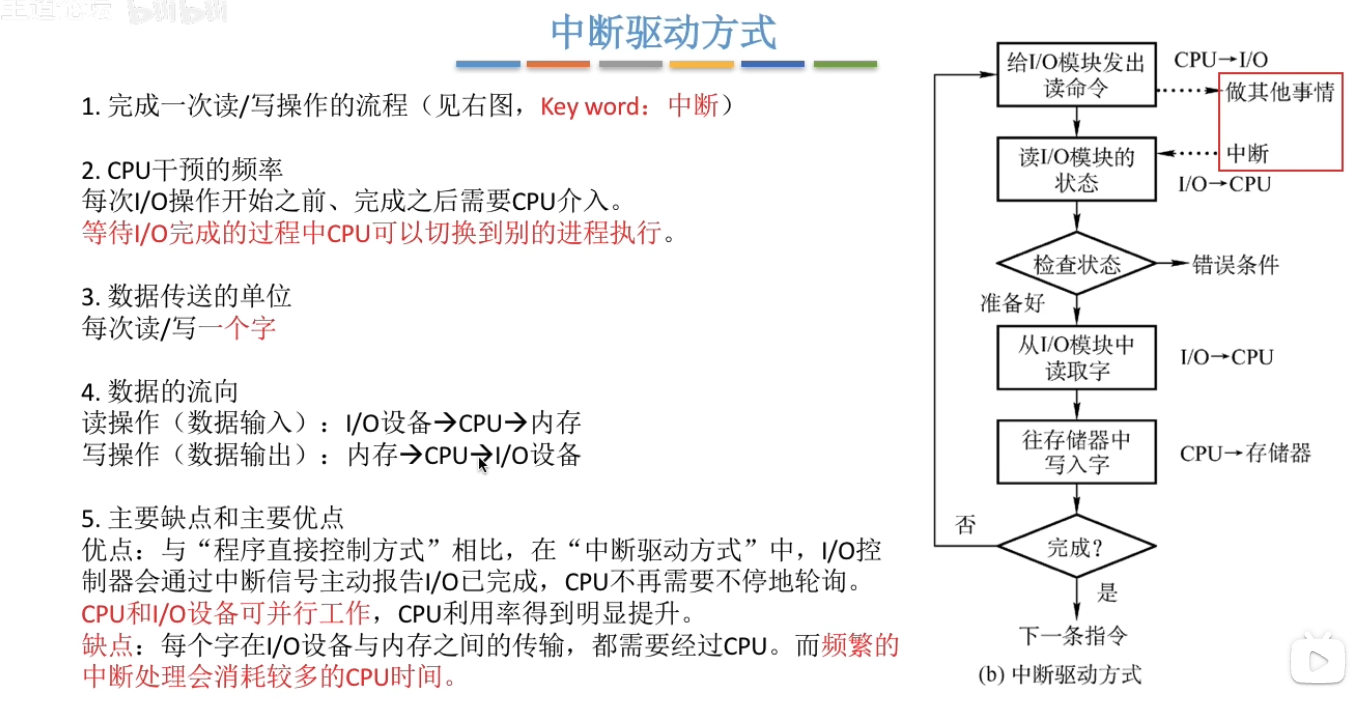 中断驱动方式
1. 完成一次读/写操作的流程（见右图，Key word：中断）
2. CPU干预的频率
每次I/O操作开始之前、完成之后需要CPU介入。
等待I/O完成的过程中CPU可以切换到别的进程执行。
3. 数据传送的单位
每次读/写一个字
4. 数据的流向
读操作（数据输入）：I/O设备→CPU→内存
写操作（数据输出）：内存→CPU→I/O设备
5. 主要缺点和主要优点
优点：与“程序直接控制方式”相比，在“中断驱动方式”中，I/O控
制器会通过中断信号主动报告I/O已完成，CPU不再需要不停地轮询。
CPU和I/O设备可并行工作，CPU利用率得到明显提升。
缺点：每个字在I/O设备与内存之间的传输，都需要经过CPU。而频繁的
中断处理会消耗较多的CPU时间。
给I/O模块发出
读命令
CPU→I/O
做其他事情
读I/O模块的
状态
中断
I/O→CPU
检查状态
错误条件
准备好
从I/O模块中
读取字
I/O→CPU
往存储器中
写入字
CPU→存储器
否
完成？
是
下一条指令
(b) 中断驱动方式